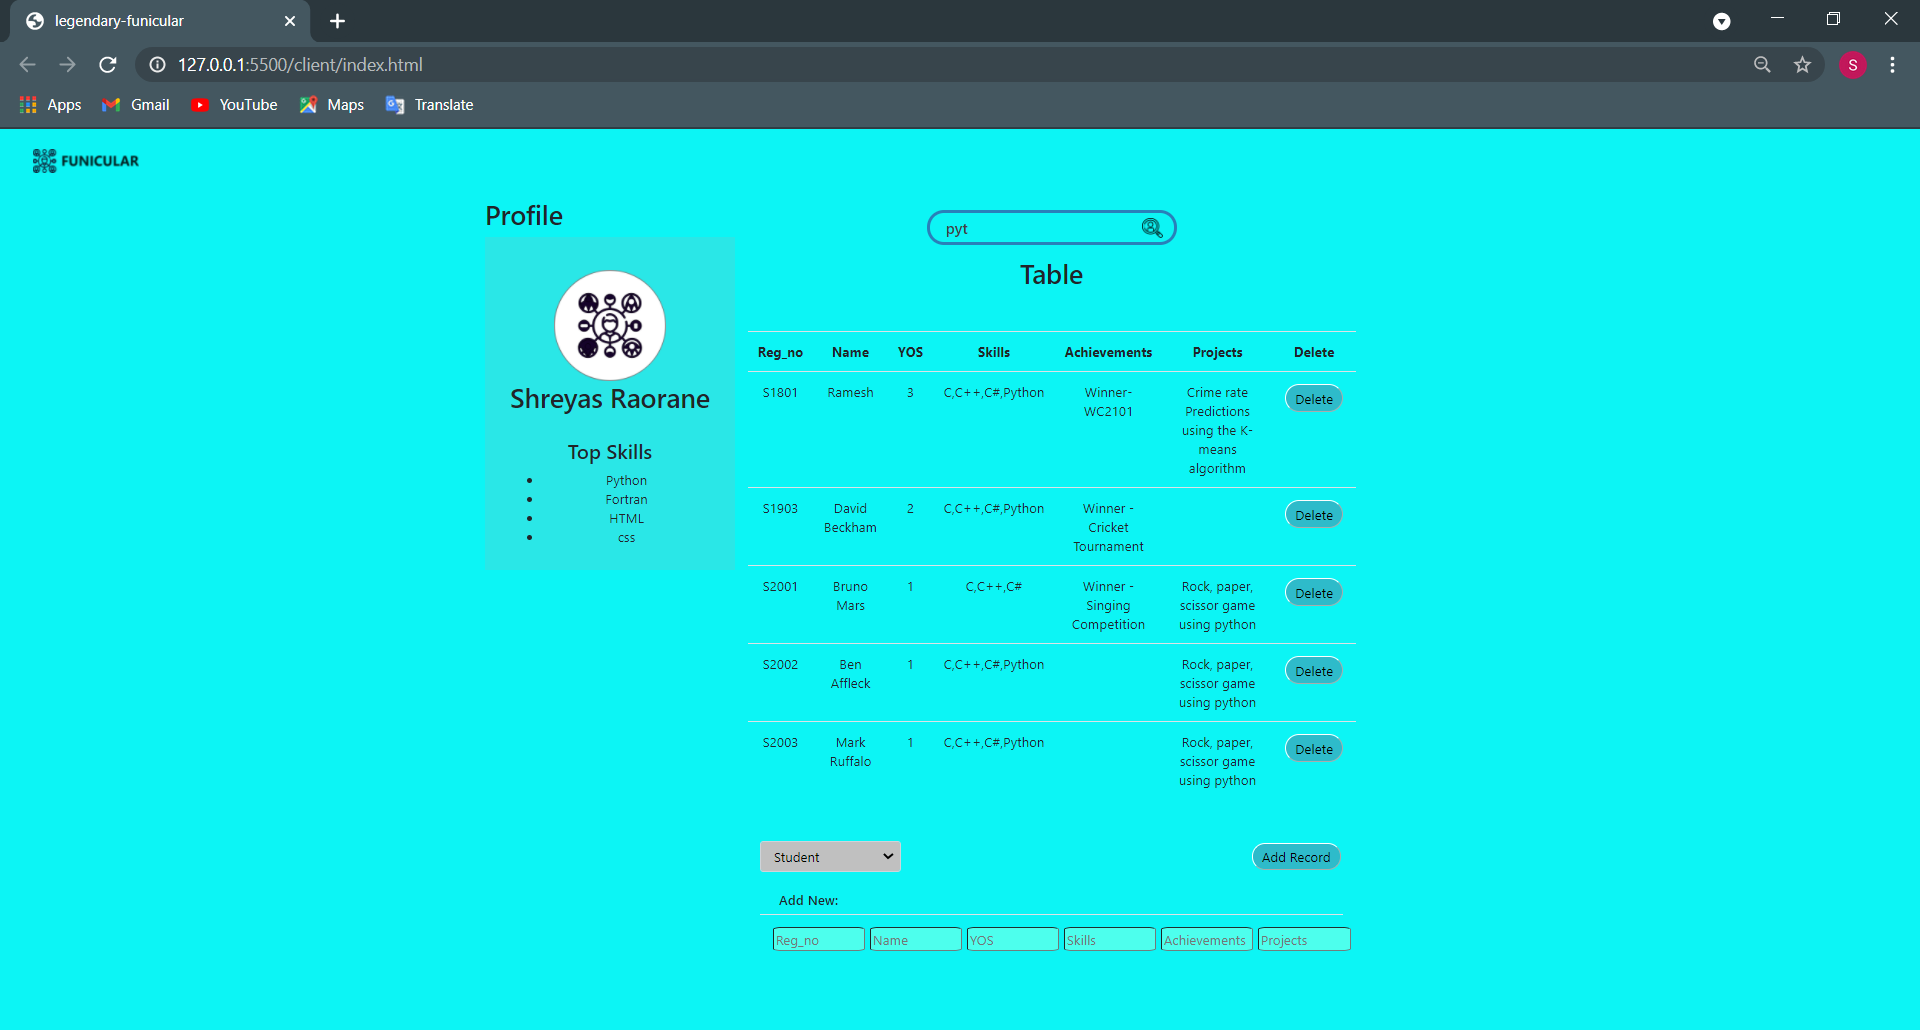 legendary-funicular
127.0.0.1:5500/client/index.html
S
Apps Gmail YouTube Maps Translate
FUNICULAR
Profile
Shreyas Raorane
Top Skills
• Python
• Fortran
• HTML
• css
pyt
Table
Reg_no Name YOS Skills Achievements Projects Delete
S1801 Ramesh 3 C,C++,C#,Python Winner- Crime rate Delete
WC2101 Predictions
using the K-
means
algorithm
S1903 David 2 C,C++,C#,Python Winner - Delete
Beckham Cricket
Tournament
S2001 Bruno 1 C,C++,C# Winner - Rock, paper, Delete
Mars Singing scissor game
Competition using python
S2002 Ben 1 C,C++,C#,Python Rock, paper, Delete
Affleck scissor game
using python
S2003 Mark 1 C,C++,C#,Python Rock, paper, Delete
Ruffalo scissor game
using python
Student Add Record
Add New:
Reg_no Name YOS Skills Achievements Projects